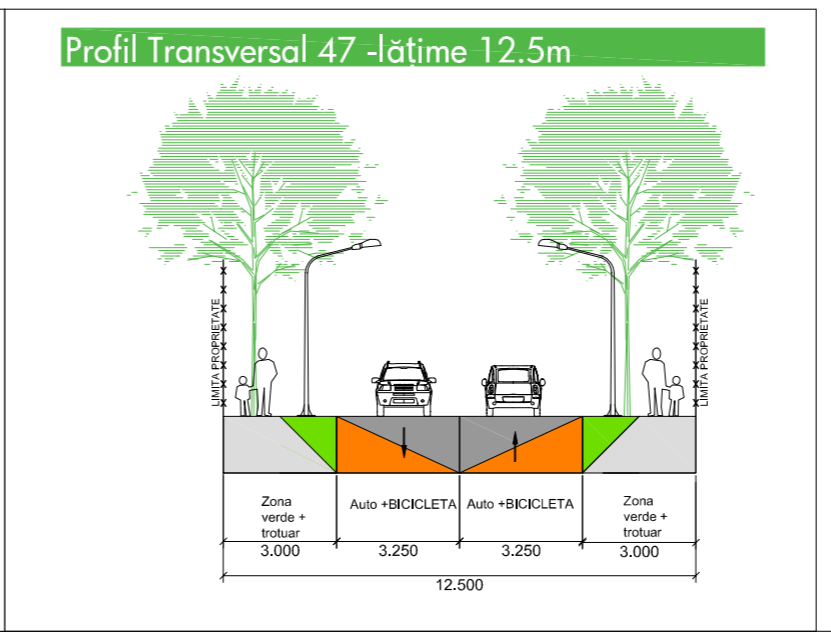 Profil Transversal 47 -lățime 12.5m
LIMITA PROPRIETATE
LIMITA PROPRIETATE
Zona
verde +
trotuar
Auto +BICICLETA
Auto +BICICLETA
Zona
verde +
trotuar
3.000
3.250
3.250
3.000
12.500